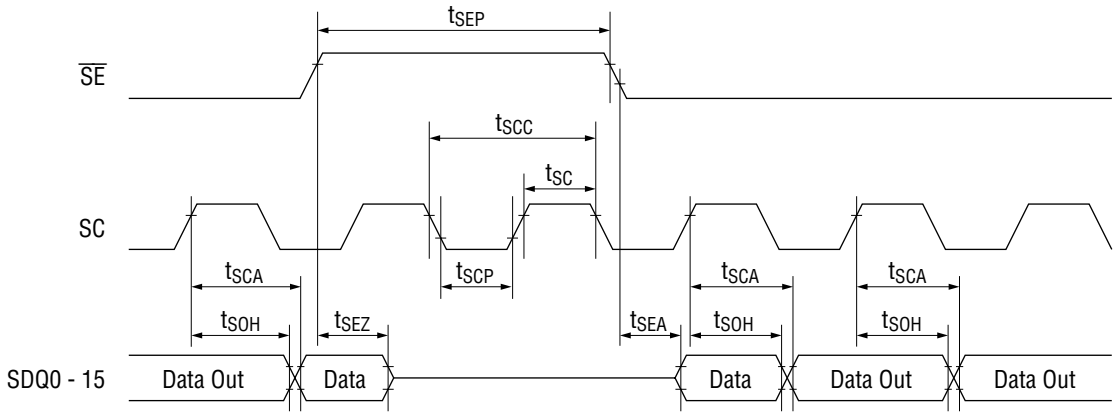 tSEP
SE
tSCC
tSC
SC
tSCA
tSCP
tSCA
tSCA
tSOH
tSEZ
tSEA
tSOH
tSOH
SDQ0 - 15
Data Out
Data
Data
Data Out
Data Out